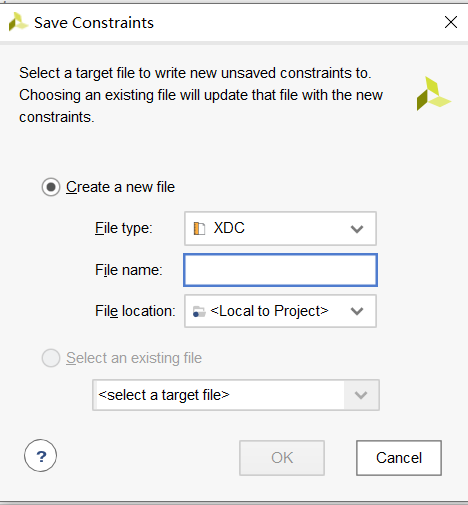 Save Constraints
Select a target file to write new unsaved constraints to.
Choosing an existing file will update that file with the new
constraints.
Create a new file
File type: XDC
File name:
File location: <Local to Project>
Select an existing file
<select a target file>
?
OK Cancel